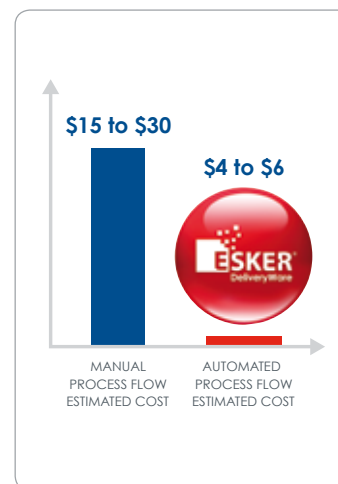 $15 to $30
$4 to $6
ESKER
DeliveryWare
MANUAL
PROCESS FLOW
ESTIMATED COST
AUTOMATED
PROCESS FLOW
ESTIMATED COST